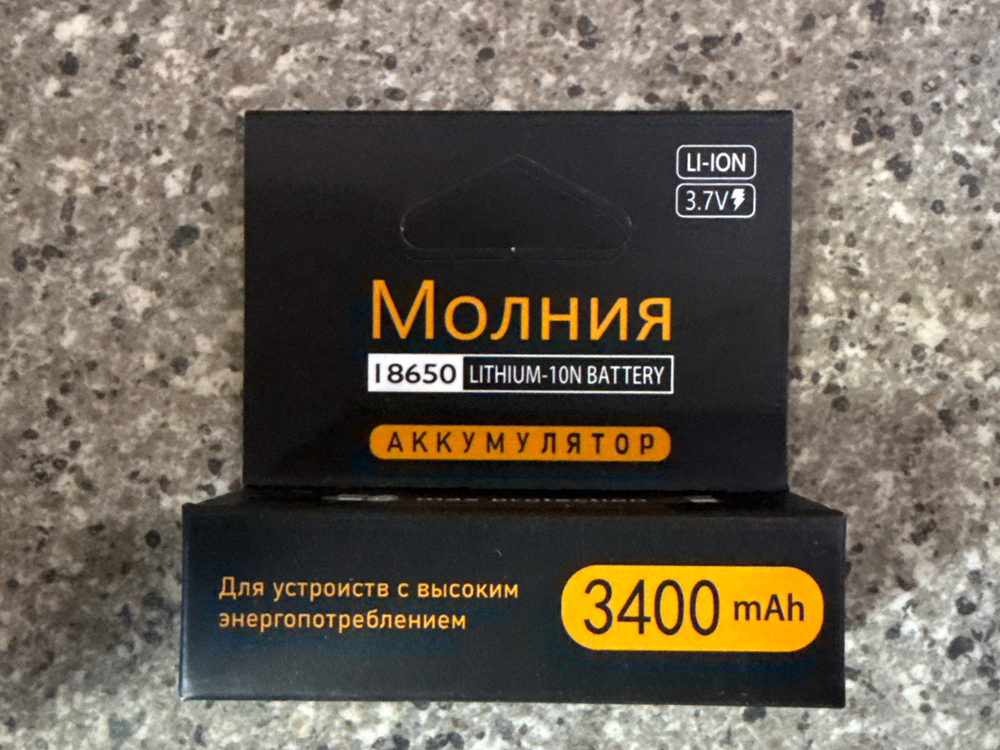 LI-ION
3.7V
Молния
18650 LITHIUM-10N BATTERY
АККУМУЛЯТОР
Для устроиств с высоким
энергопотреблением
3400 mAh